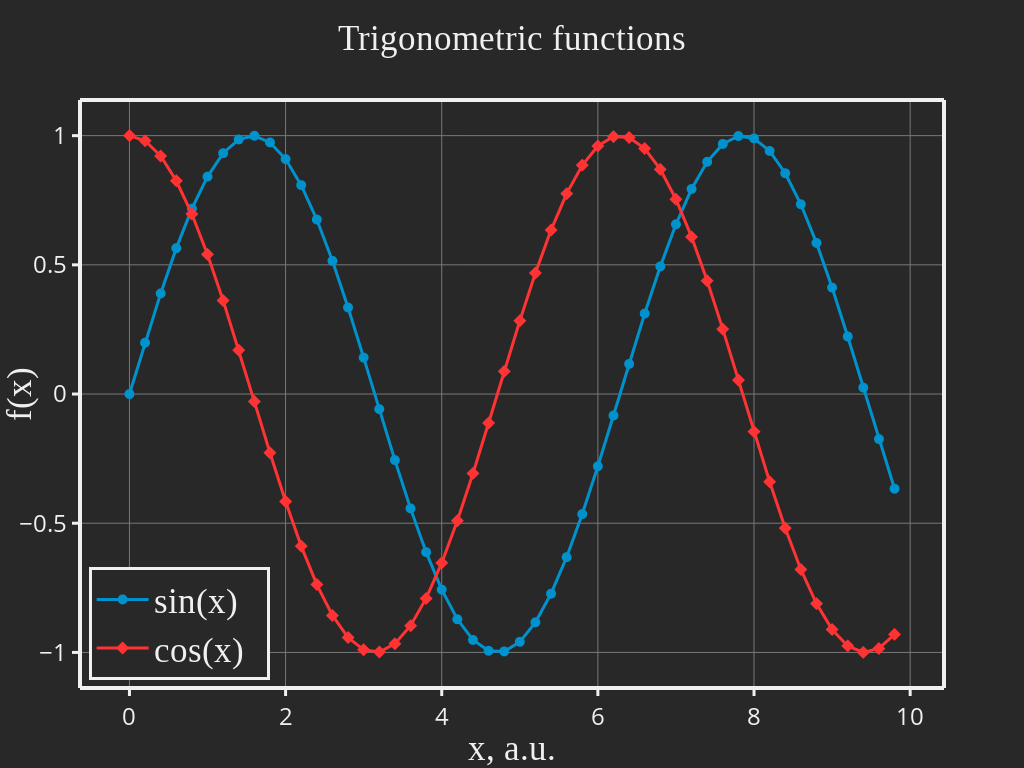 Trigonometric functions
f(x)
1
0.5
0
−0.5
−1
sin(x)
cos(x)
0 2 4 6 8 10
x, a.u.